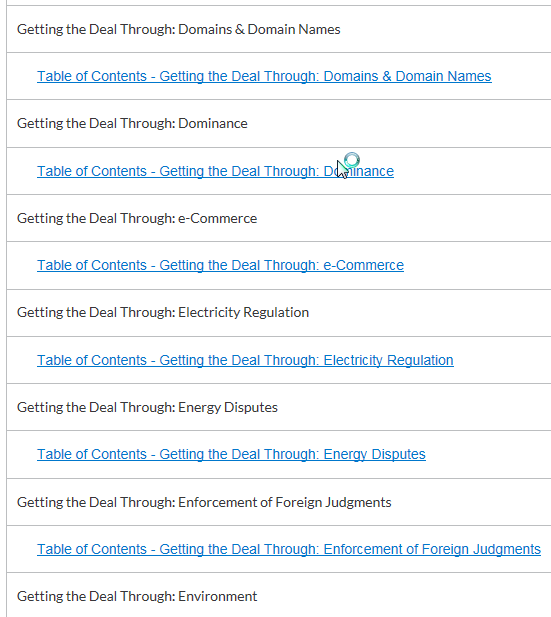 Getting the Deal Through: Domains & Domain Names
Table of Contents - Getting the Deal Through: Domains & Domain Names
Getting the Deal Through: Dominance
Table of Contents - Getting the Deal Through: Dominance
Getting the Deal Through: e-Commerce
Table of Contents - Getting the Deal Through: e-Commerce
Getting the Deal Through: Electricity Regulation
Table of Contents - Getting the Deal Through: Electricity Regulation
Getting the Deal Through: Energy Disputes
Table of Contents - Getting the Deal Through: Energy Disputes
Getting the Deal Through: Enforcement of Foreign Judgments
Table of Contents - Getting the Deal Through: Enforcement of Foreign Judgments
Getting the Deal Through: Environment